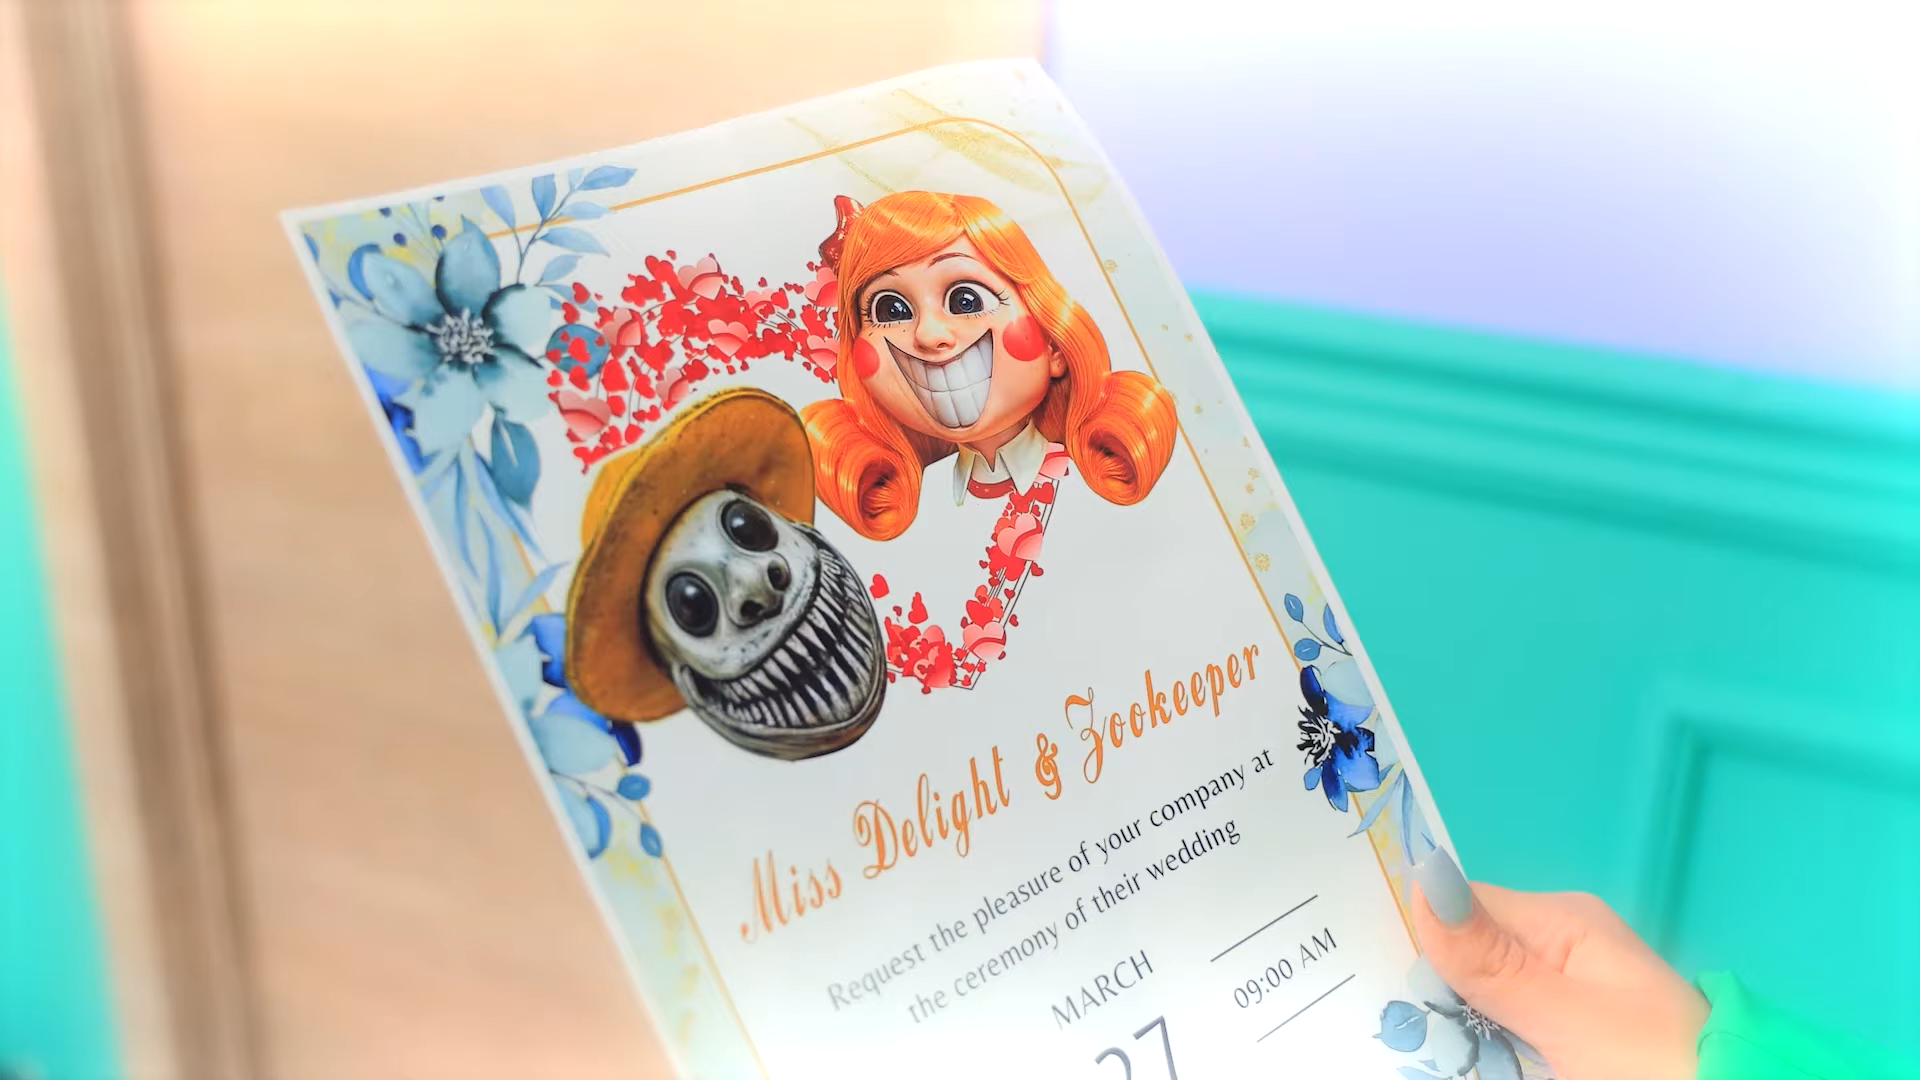 Miss Delight & Zookeeper
Request the pleasure of your company at
the ceremony of their wedding
MARCH
27
09:00 AM